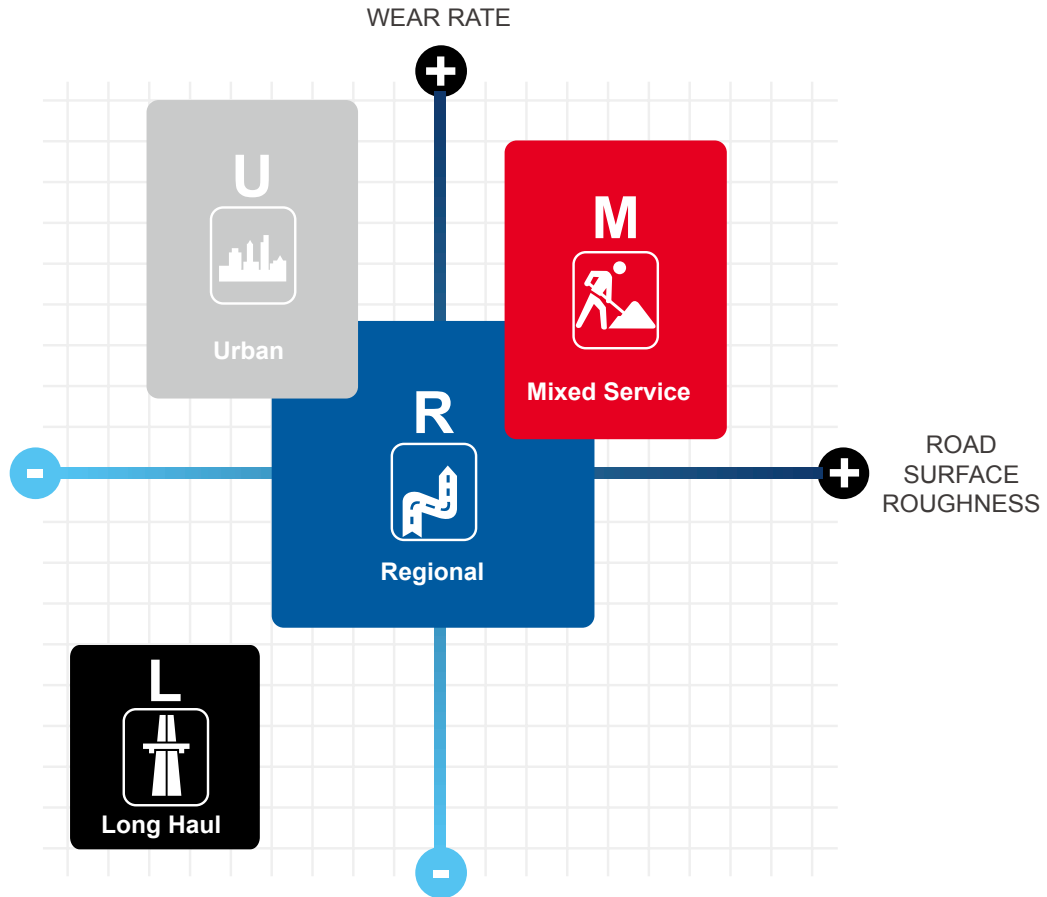 WEAR RATE
+
U
Urban
M
Mixed Service
R
Regional
-
+
ROAD
SURFACE
ROUGHNESS
L
Long Haul
-